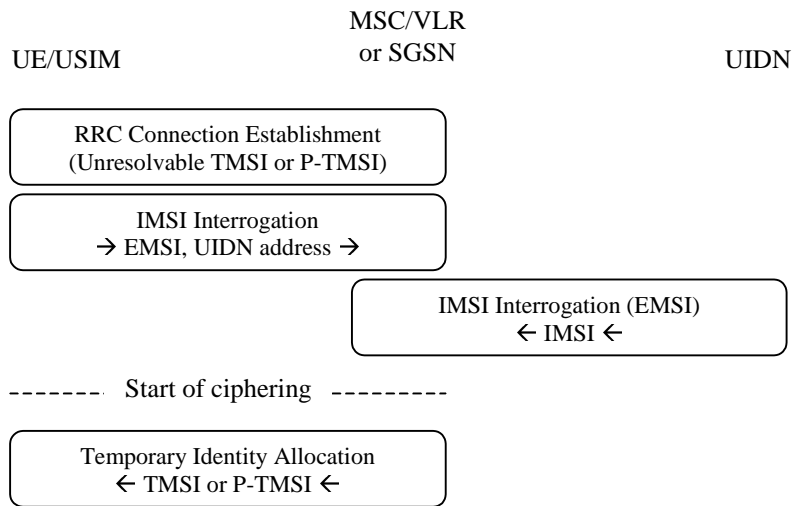 MSC/VLR
or SGSN
UE/USIM
UIDN
RRC Connection Establishment
(Unresolvable TMSI or P-TMSI)
IMSI Interrogation
→ EMSI, UIDN address →
IMSI Interrogation (EMSI)
← IMSI ←
Start of ciphering
Temporary Identity Allocation
← TMSI or P-TMSI ←